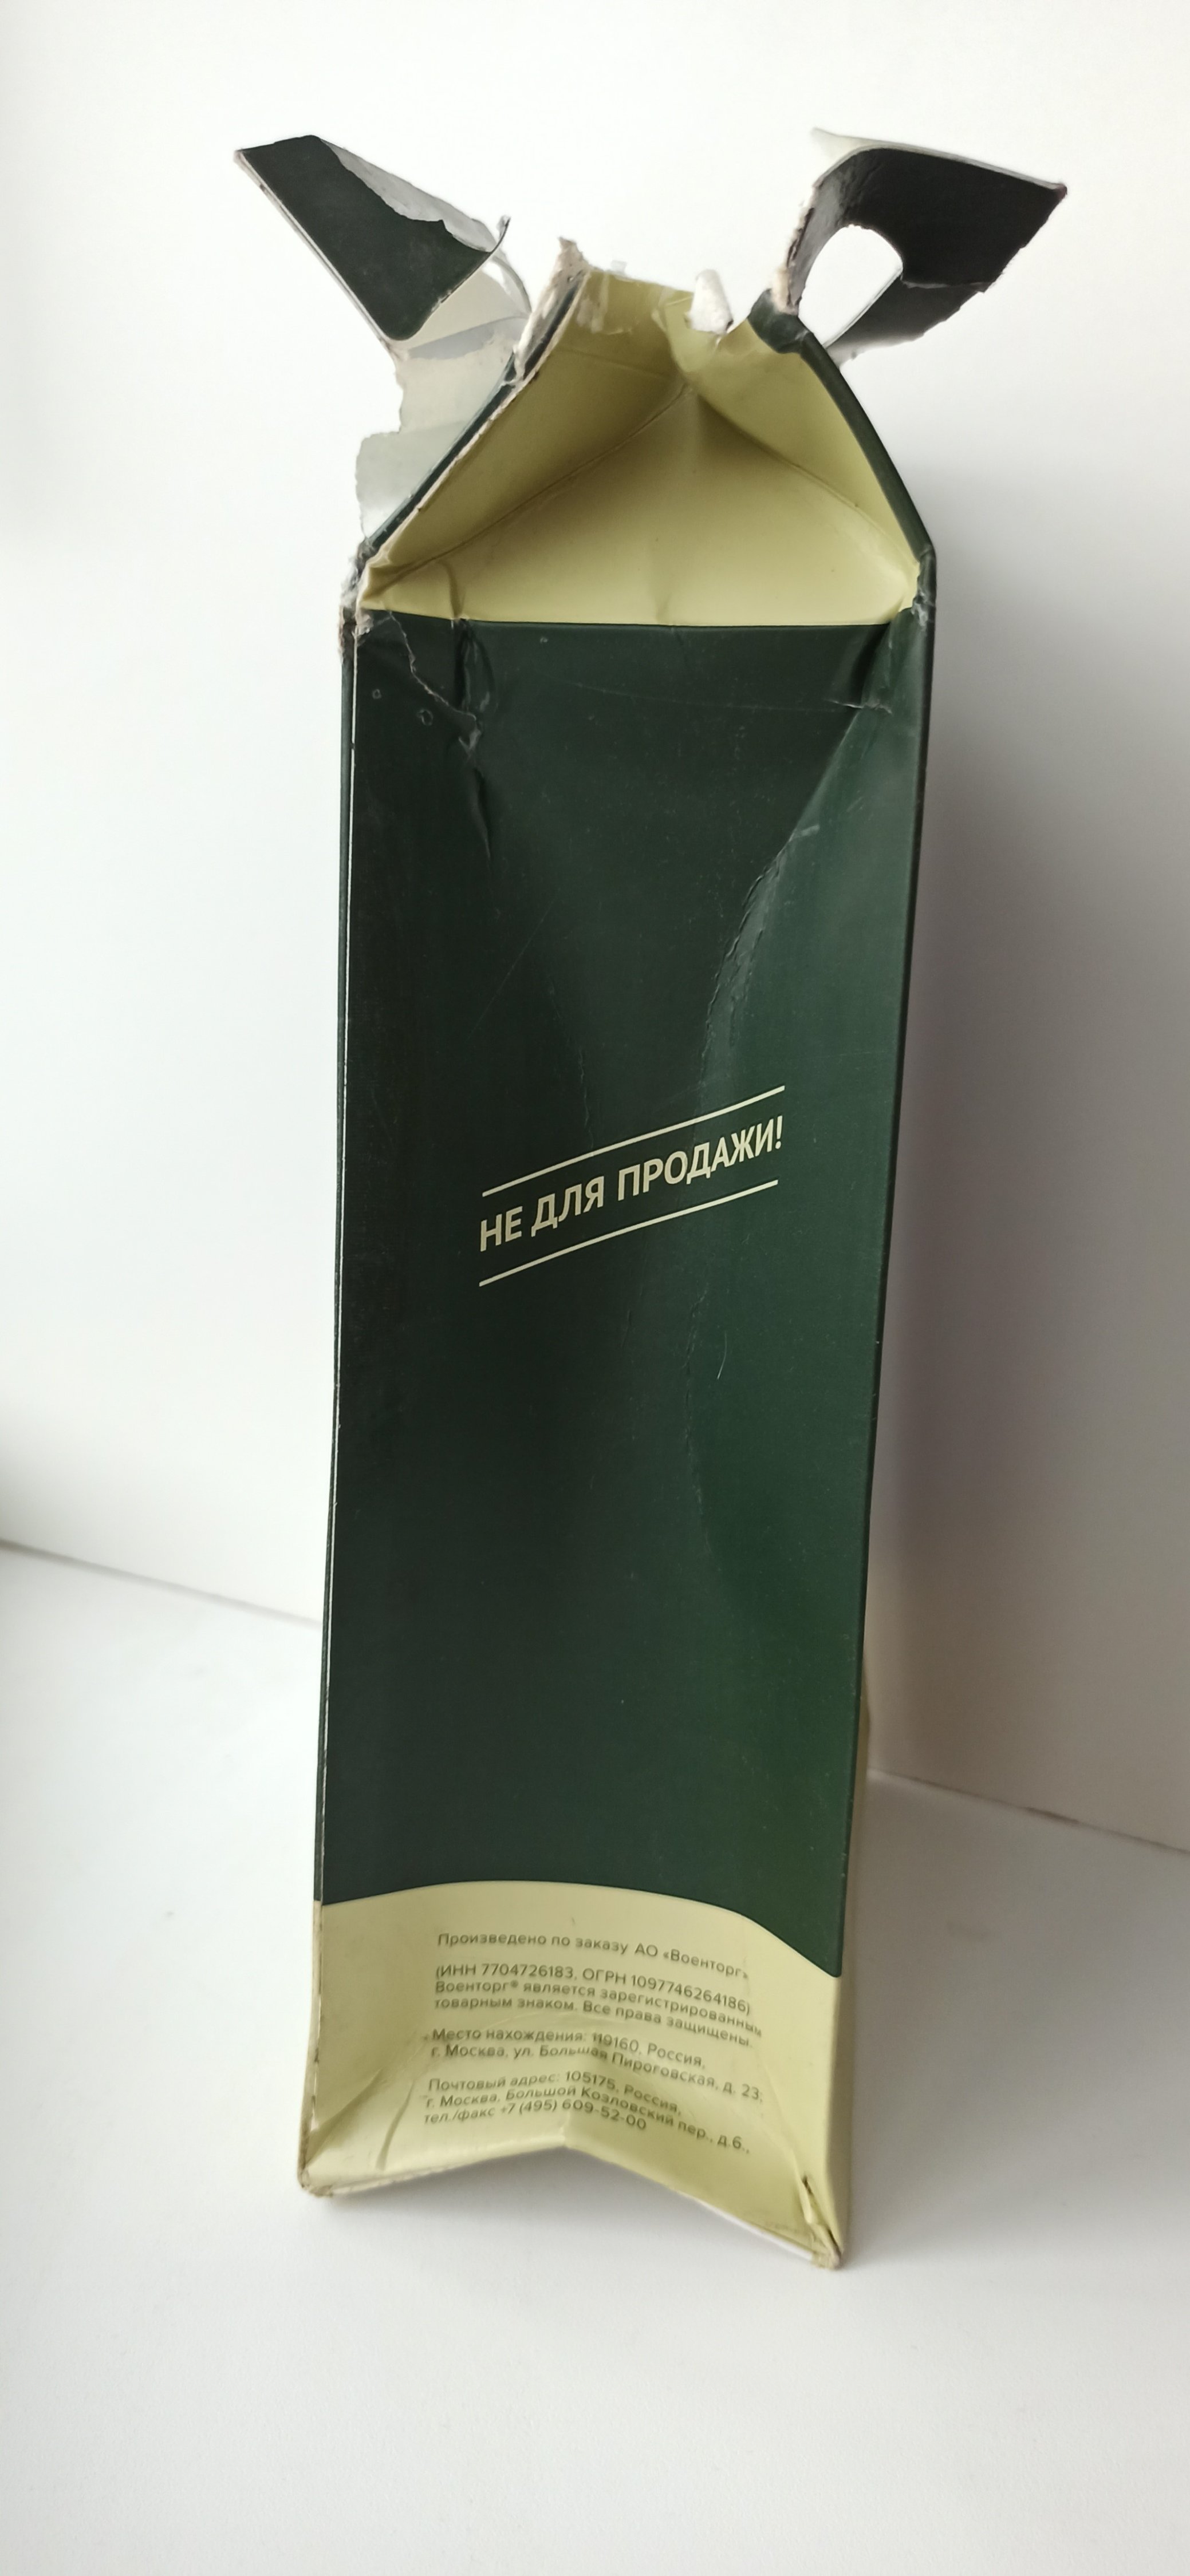 НЕ ДЛЯ ПРОДАЖИ!
Произведено по заказу АО «Военторг»
(ИНН 7704726183, ОГРН 1097746264186)
Военторг® является зарегистрированным
товарным знаком. Все права защищены.
Место нахождения: 119160, Россия,
г. Москва, ул. Большая Пироговская, д. 23;
Почтовый адрес: 105175, Россия,
г. Москва, Большой Козловский пер., д.6.,
тел./факс +7 (495) 609-52-00